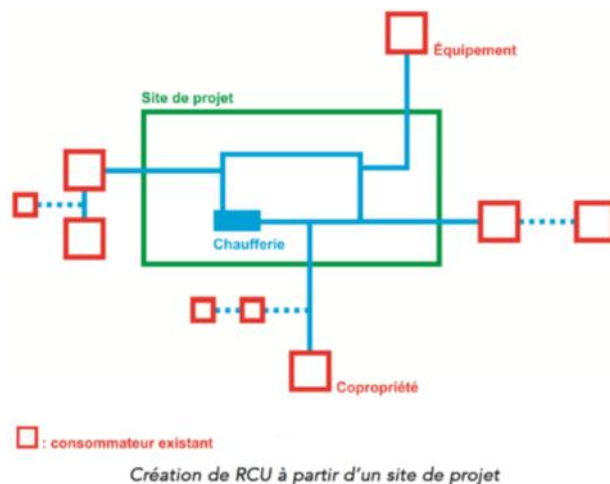 Équipement
Site de projet
Chaufferie
Copropriété
: consommateur existant
Création de RCU à partir d'un site de projet